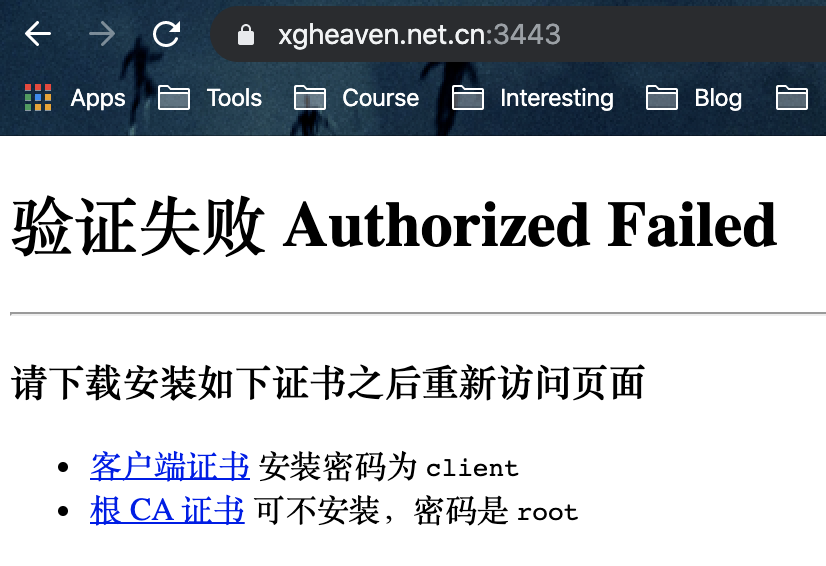 xgheaven.net.cn:3443
Apps Tools Course Interesting Blog
验证失败 Authorized Failed
请下载安装如下证书之后重新访问页面
客户端证书 安装密码为 client
根 CA 证书 可不安装，密码是 root